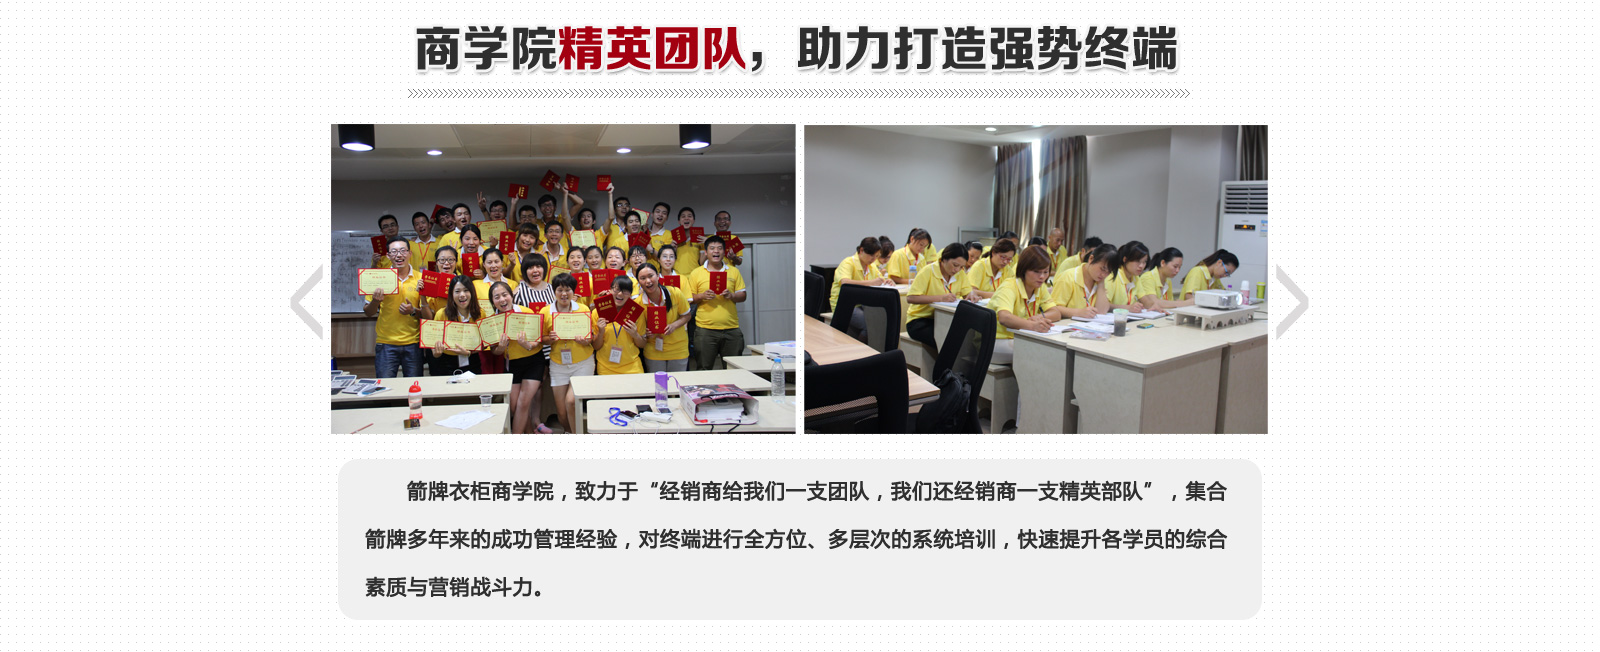 商学院精英团队，助力打造强势终端
箭牌衣柜商学院，致力于“经销商给我们一支团队，我们还经销商一支精英部队”，集合
箭牌多年来的成功管理经验，对终端进行全方位、多层次的系统培训，快速提升各学员的综合
素质与营销战斗力。